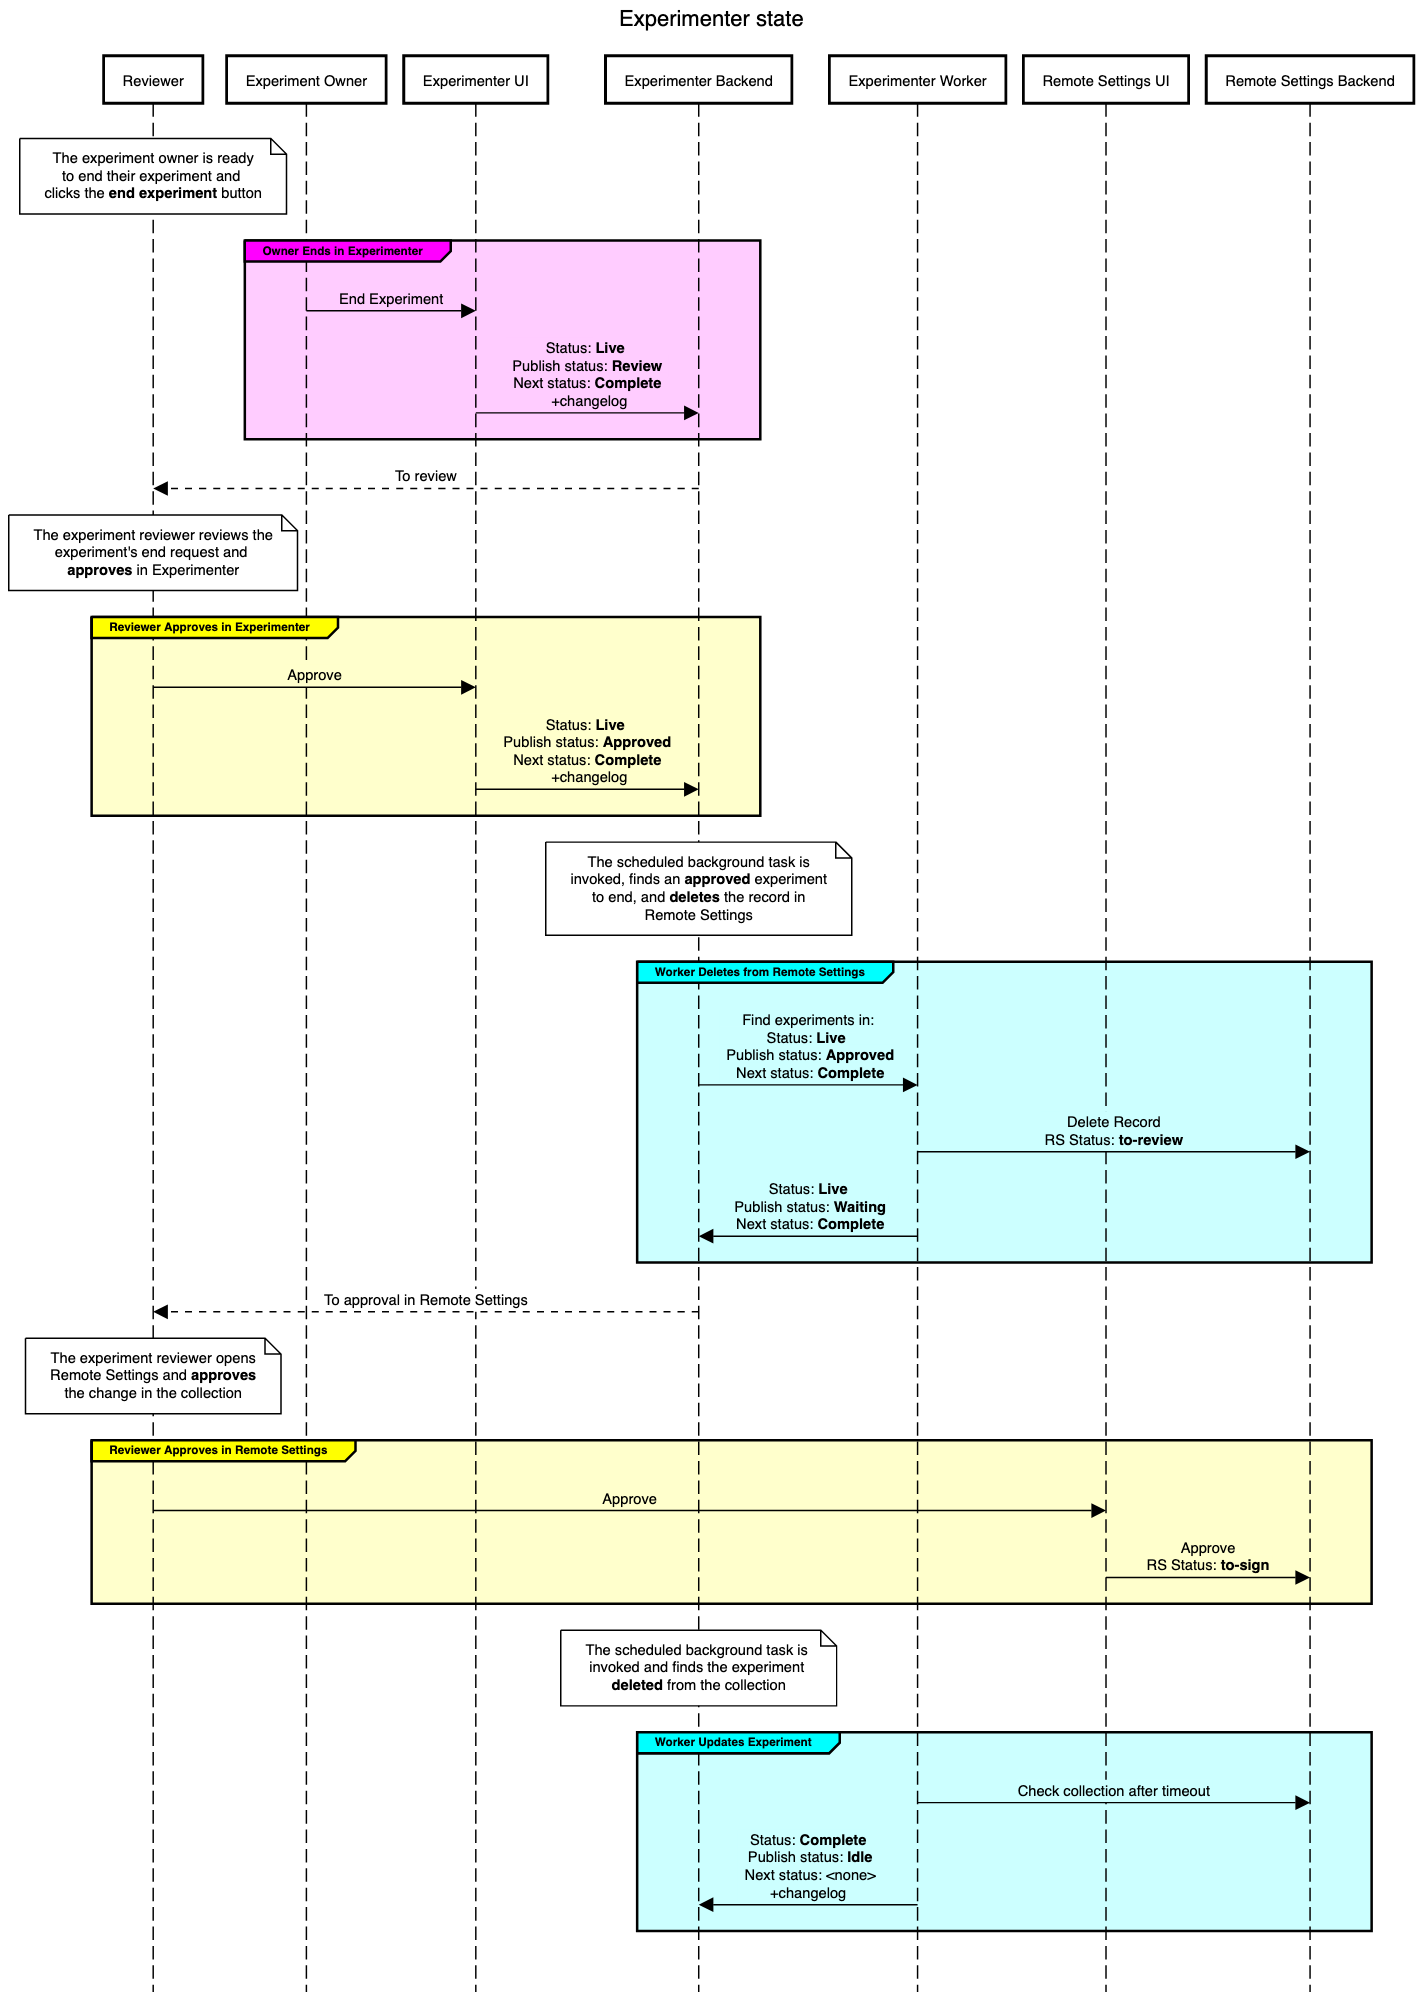 Experimenter state
Reviewer
Experiment Owner
Experimenter UI
Experimenter Backend
Experimenter Worker
Remote Settings UI
Remote Settings Backend
The experiment owner is ready
to end their experiment and
clicks the end experiment button
Owner Ends in Experimenter
End Experiment
Status: Live
Publish status: Review
Next status: Complete
+changelog
To review
The experiment reviewer reviews the
experiment's end request and
approves in Experimenter
Reviewer Approves in Experimenter
Approve
Status: Live
Publish status: Approved
Next status: Complete
+changelog
The scheduled background task is
invoked, finds an approved experiment
to end, and deletes the record in
Remote Settings
Worker Deletes from Remote Settings
Find experiments in:
Status: Live
Publish status: Approved
Next status: Complete
Delete Record
RS Status: to-review
Status: Live
Publish status: Waiting
Next status: Complete
To approval in Remote Settings
The experiment reviewer opens
Remote Settings and approves
the change in the collection
Reviewer Approves in Remote Settings
Approve
Approve
RS Status: to-sign
The scheduled background task is
invoked and finds the experiment
deleted from the collection
Worker Updates Experiment
Check collection after timeout
Status: Complete
Publish status: Idle
Next status: <none>
+changelog